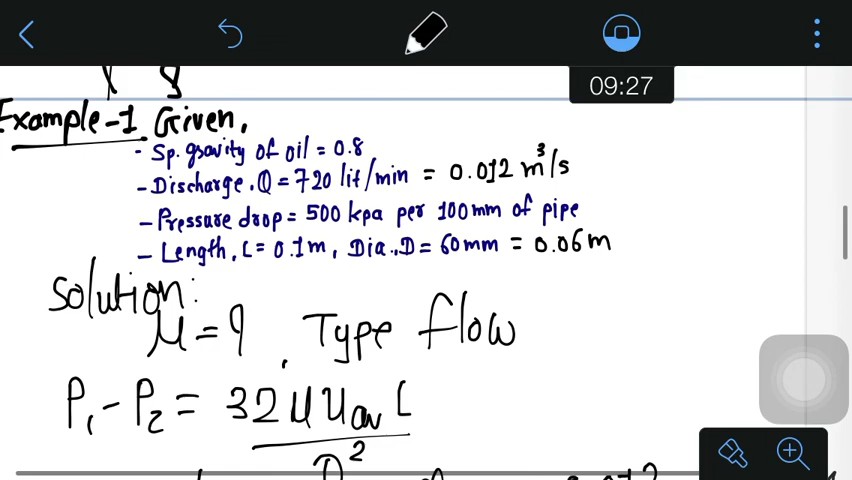 09:27
Example-1 Given,
- Sp. gravity of oil = 0.8
- Discharge, Q = 720 lit/min = 0.012 m³/s
- Pressure drop = 500 kpa per 100mm of pipe
- Length, L = 0.1m, Dia., D = 60mm = 0.06m
Solution:
μ = ?, Type flow
P₁ - P₂ = 32 μ u_av L
D²